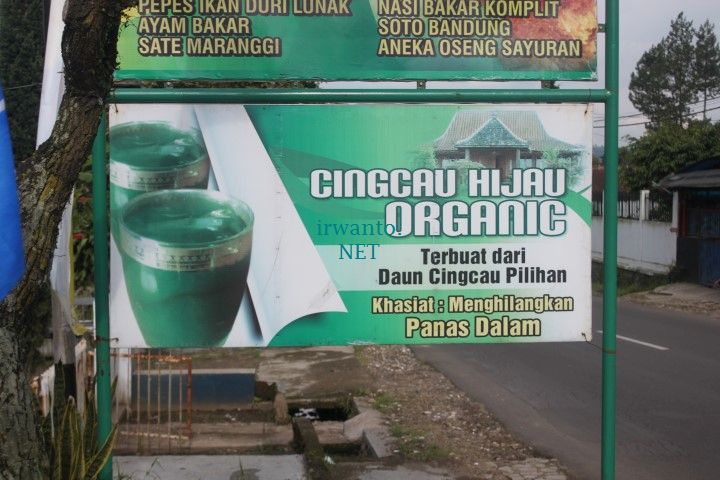 PEPES IKAN DURI LUNAK
AYAM BAKAR
SATE MARANGGI
NASI BAKAR KOMPLIT
SOTO BANDUNG
ANEKA OSENG SAYURAN
CINGCAU HIJAU
ORGANIC
irwanto.
NET
Terbuat dari
Daun Cingcau Pilihan
Khasiat : Menghilangkan
Panas Dalam